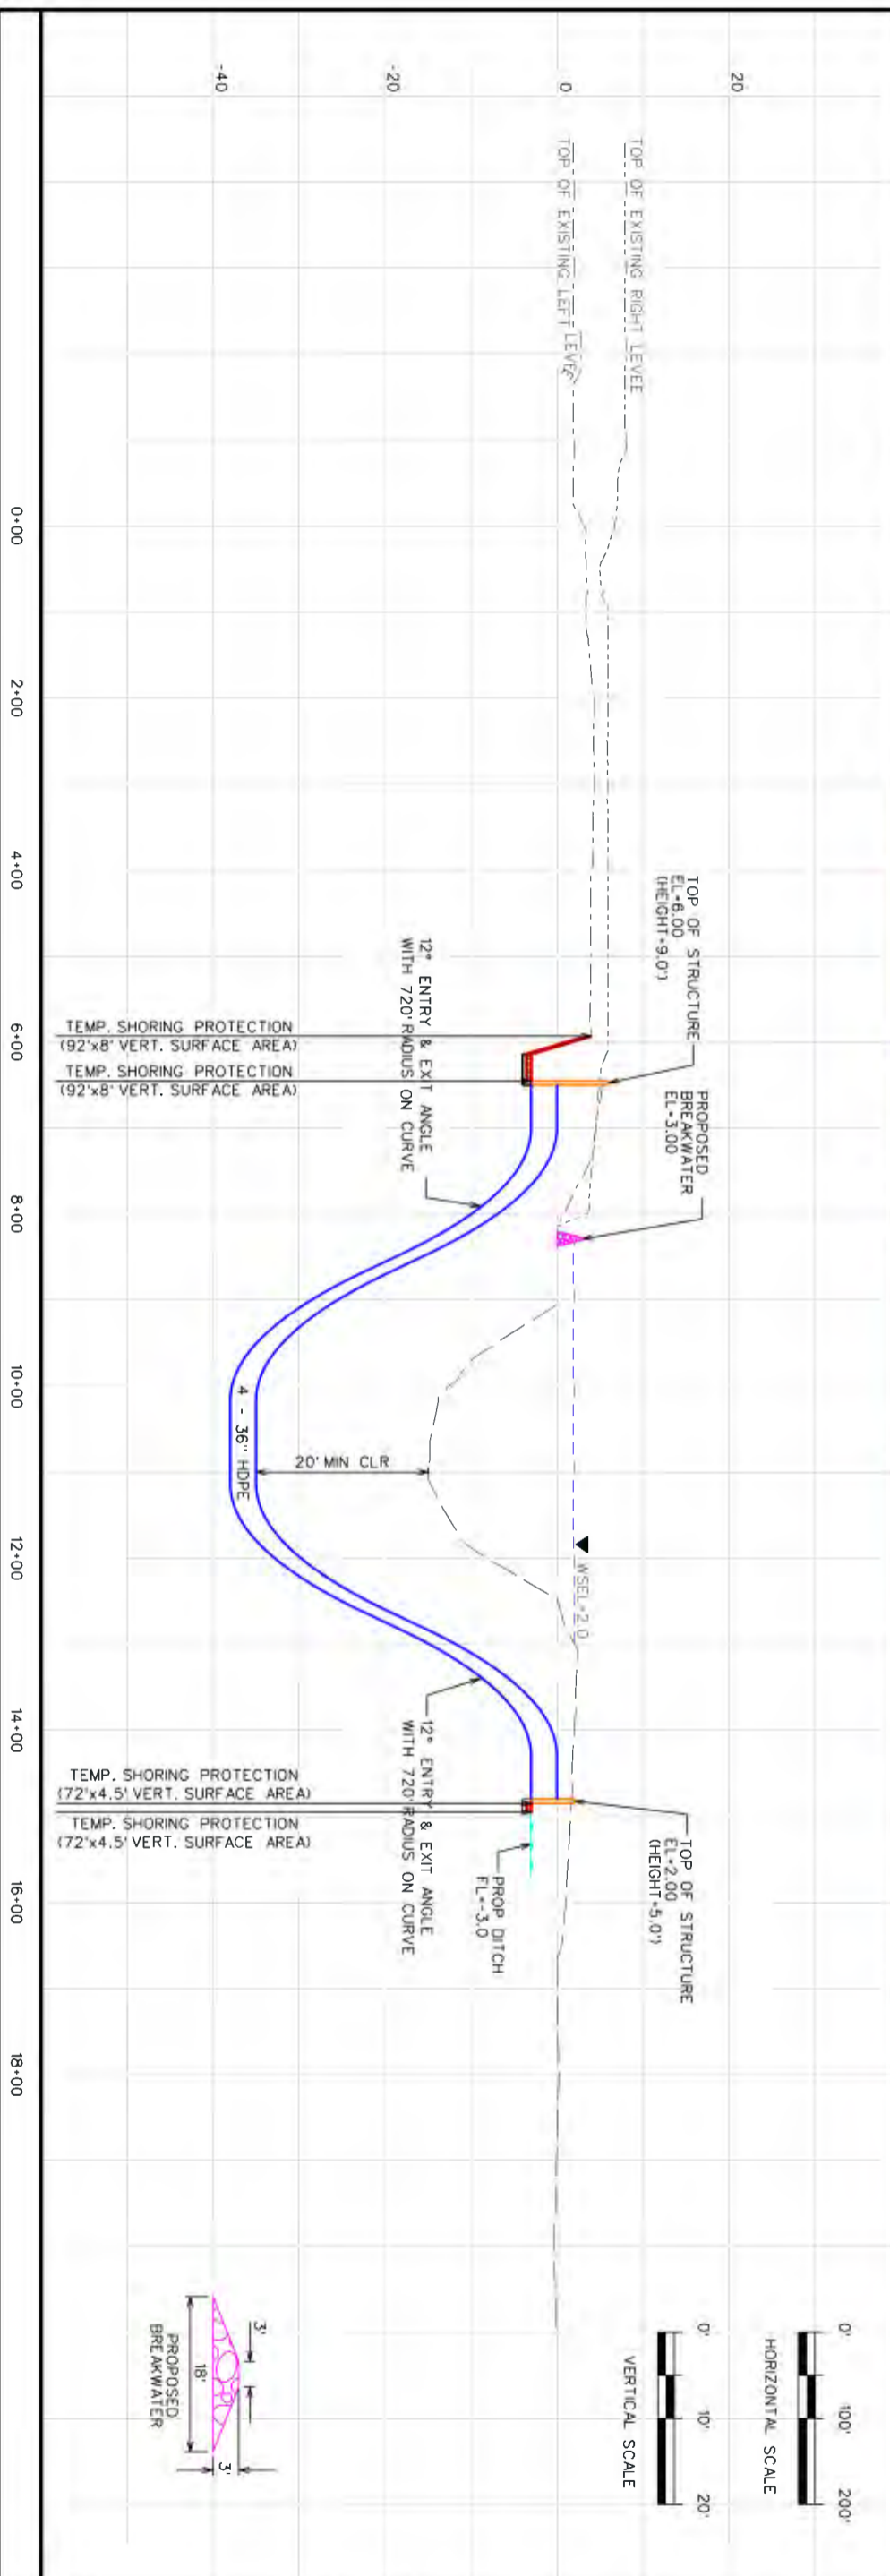 20
0
-20
-40
TOP OF EXISTING RIGHT LEVEE
TOP OF EXISTING LEFT LEVEE
TOP OF STRUCTURE
EL=6.00
(HEIGHT=9.0')
PROPOSED
BREAKWATER
EL=3.00
12° ENTRY & EXIT ANGLE
WITH 720' RADIUS ON CURVE
TEMP. SHORING PROTECTION
(92'x8' VERT. SURFACE AREA)
TEMP. SHORING PROTECTION
(92'x8' VERT. SURFACE AREA)
4 - 36" HDPE
20' MIN CLR
WSEL=2.0
12° ENTRY & EXIT ANGLE
WITH 720' RADIUS ON CURVE
TEMP. SHORING PROTECTION
(72'x4.5' VERT. SURFACE AREA)
TEMP. SHORING PROTECTION
(72'x4.5' VERT. SURFACE AREA)
TOP OF STRUCTURE
EL=2.00
(HEIGHT=5.0')
PROP DITCH
FL=-3.0
0' 100' 200'
HORIZONTAL SCALE
0' 10' 20'
VERTICAL SCALE
3'
18'
3'
PROPOSED
BREAKWATER
0+00 2+00 4+00 6+00 8+00 10+00 12+00 14+00 16+00 18+00